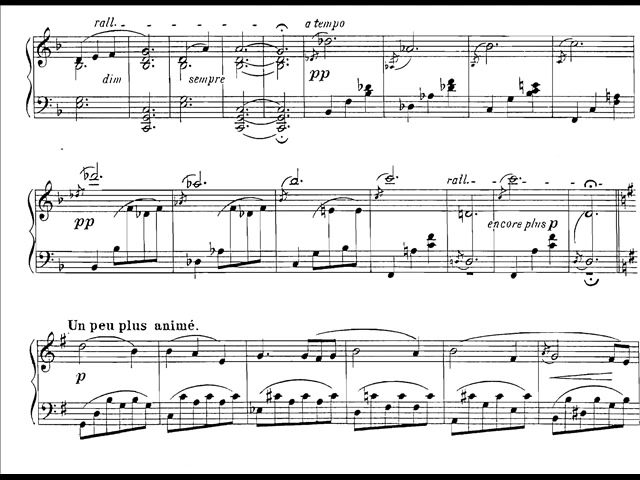 rall.
a tempo
dim
sempre
pp
rall.
pp
encore plus p
Un peu plus animé.
p